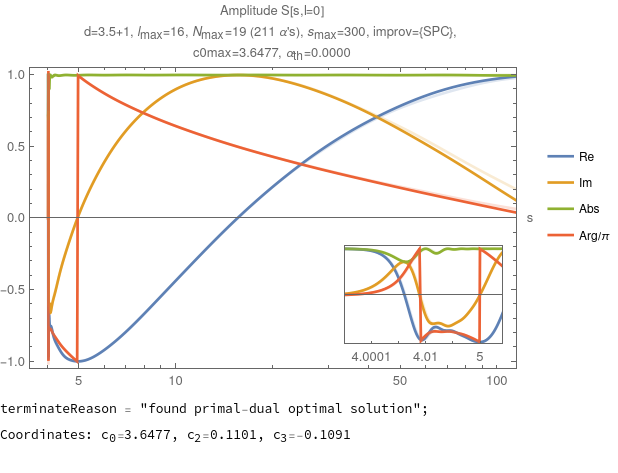 Amplitude S[s,l=0]
d=3.5+1, lmax=16, Nmax=19 (211 α's), smax=300, improv={SPC},
c0max=3.6477, αth=0.0000
1.0
0.5
0.0
−0.5
−1.0
5
10
50
100
s
4.0001
4.01
5
Re
Im
Abs
Arg/π
terminateReason = "found primal-dual optimal solution";
Coordinates: c0=3.6477, c2=0.1101, c3=-0.1091